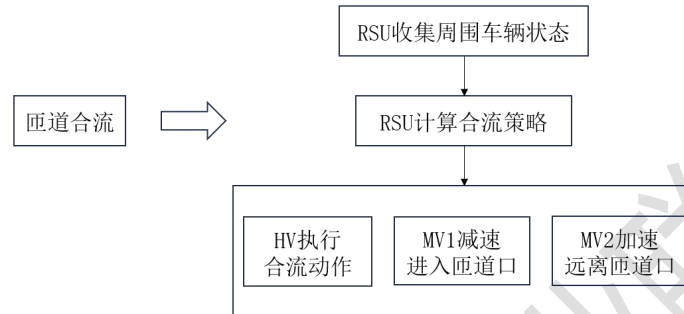 RSU收集周围车辆状态
匝道合流
RSU计算合流策略
HV执行
合流动作
MV1减速
进入匝道口
MV2加速
远离匝道口